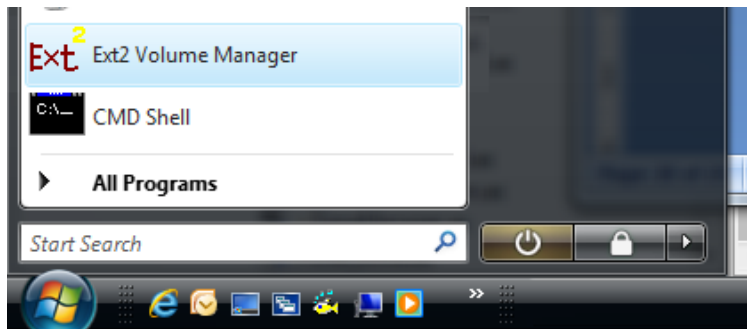 Ext2
Ext2 Volume Manager
C:\_
CMD Shell
All Programs
Start Search
»